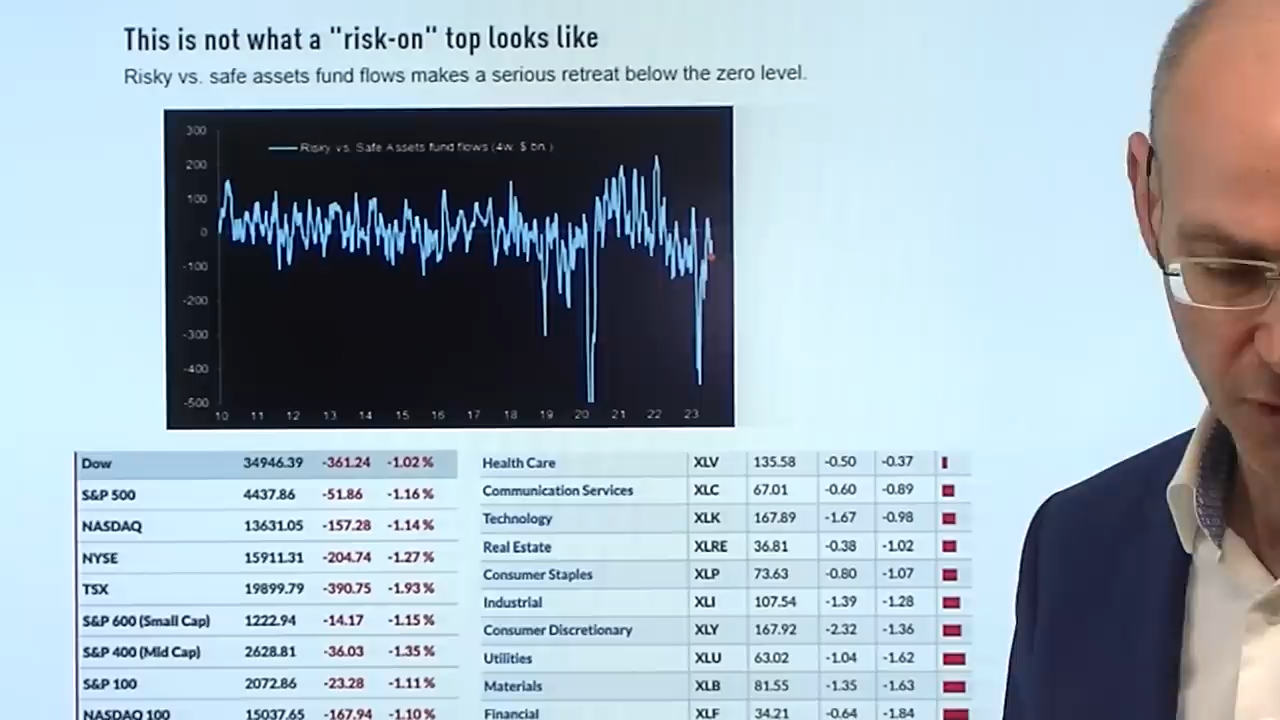 This is not what a "risk-on" top looks like
Risky vs. safe assets fund flows makes a serious retreat below the zero level.
Risky vs. Safe Assets fund flows (4w. $ bn.)
300
200
100
0
-100
-200
-300
-400
-500
10 11 12 13 14 15 16 17 18 19 20 21 22 23
Dow 34946.39 -361.24 -1.02%
S&P 500 4437.86 -51.86 -1.16%
NASDAQ 13631.05 -157.28 -1.14%
NYSE 15911.31 -204.74 -1.27%
TSX 19899.79 -390.75 -1.93%
S&P 600 (Small Cap) 1222.94 -14.17 -1.15%
S&P 400 (Mid Cap) 2628.81 -36.03 -1.35%
S&P 100 2072.86 -23.28 -1.11%
NASDAQ 100 15037.65 -167.94 -1.10%
Health Care XLV 135.58 -0.50 -0.37
Communication Services XLC 67.01 -0.60 -0.89
Technology XLK 167.89 -1.67 -0.98
Real Estate XLRE 36.81 -0.38 -1.02
Consumer Staples XLP 73.63 -0.80 -1.07
Industrial XLI 107.54 -1.39 -1.28
Consumer Discretionary XLY 167.92 -2.32 -1.36
Utilities XLU 63.02 -1.04 -1.62
Materials XLB 81.55 -1.35 -1.63
Financial XLF 34.21 -0.64 -1.84